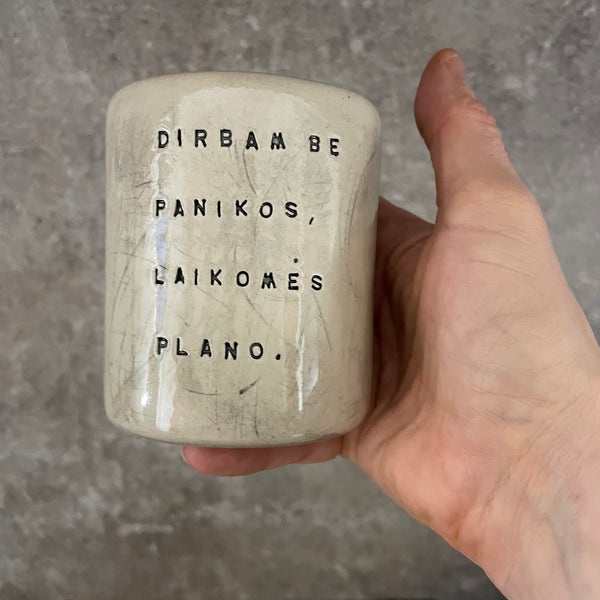 DIRBAM BE
PANIKOS,
LAIKOMĖS
PLANO.